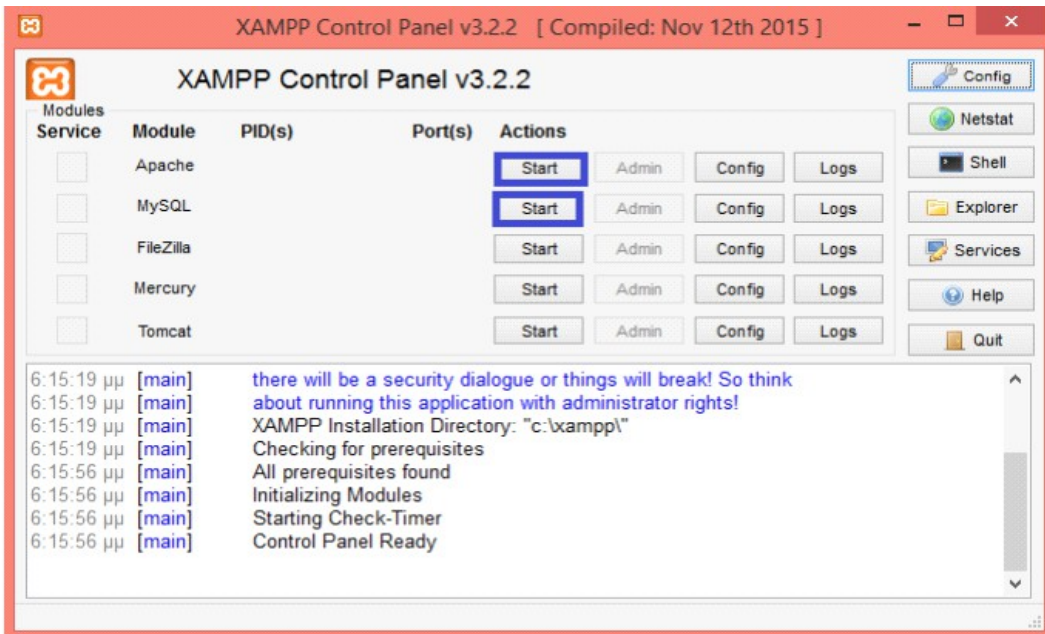 XAMPP Control Panel v3.2.2 [ Compiled: Nov 12th 2015 ]
XAMPP Control Panel v3.2.2
Config
Modules
Service Module PID(s) Port(s) Actions
Netstat
Apache Start Admin Config Logs
Shell
MySQL Start Admin Config Logs
Explorer
FileZilla Start Admin Config Logs
Services
Mercury Start Admin Config Logs
Help
Tomcat Start Admin Config Logs
Quit
6:15:19 μμ [main] there will be a security dialogue or things will break! So think
6:15:19 μμ [main] about running this application with administrator rights!
6:15:19 μμ [main] XAMPP Installation Directory: "c:\xampp\"
6:15:19 μμ [main] Checking for prerequisites
6:15:56 μμ [main] All prerequisites found
6:15:56 μμ [main] Initializing Modules
6:15:56 μμ [main] Starting Check-Timer
6:15:56 μμ [main] Control Panel Ready